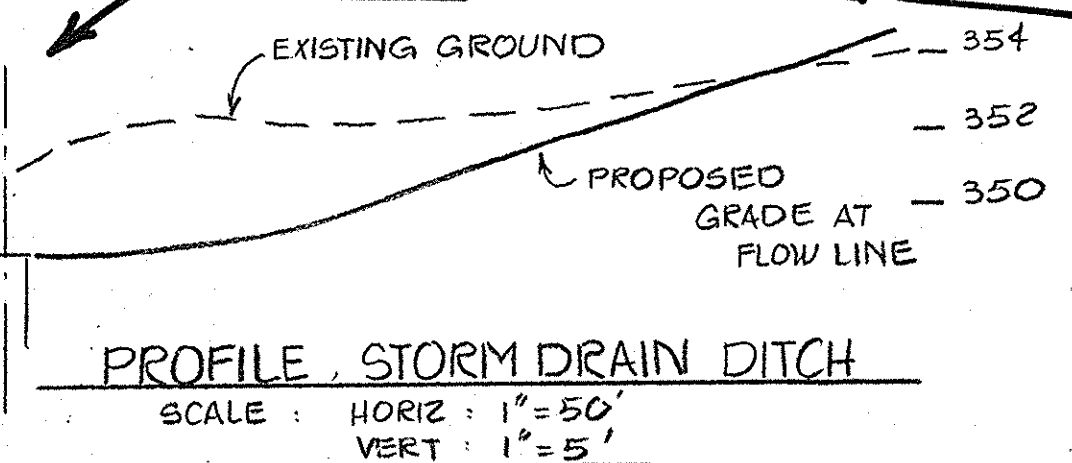 EXISTING GROUND
354
352
350
PROPOSED
GRADE AT
FLOW LINE
PROFILE, STORM DRAIN DITCH
SCALE : HORIZ : 1" = 50'
VERT : 1" = 5'